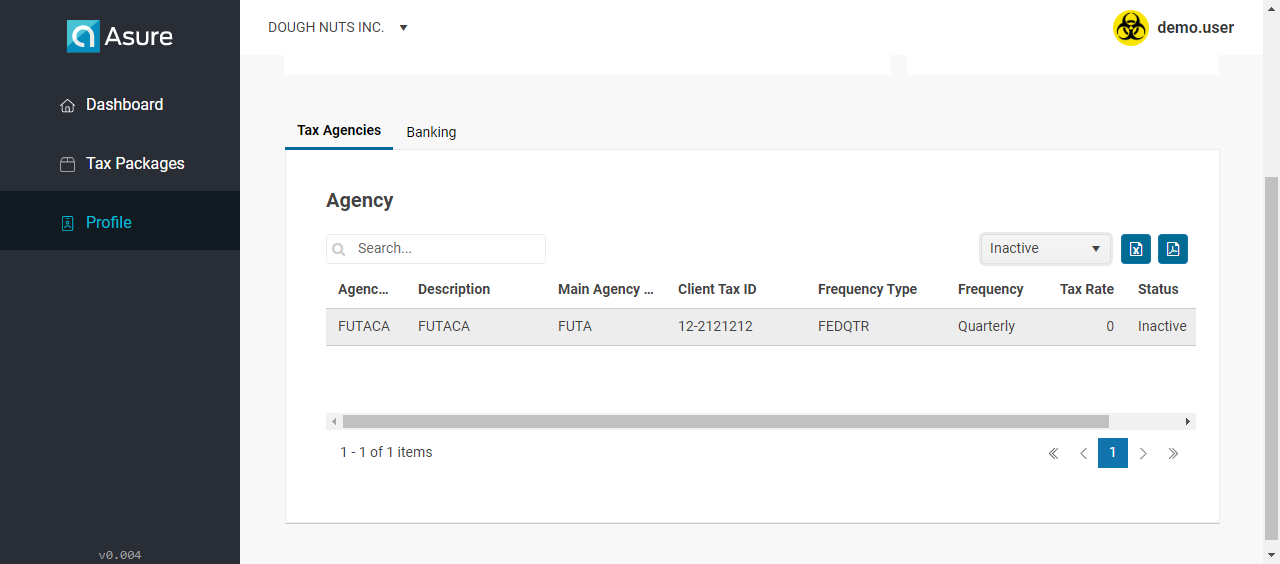 Asure
DOUGH NUTS INC.
demo.user
Dashboard
Tax Packages
Profile
v0.004
Tax Agencies
Banking
Agency
Search...
Inactive
Agenc... Description Main Agency ... Client Tax ID Frequency Type Frequency Tax Rate Status
FUTACA FUTACA FUTA 12-2121212 FEDQTR Quarterly 0 Inactive
1 - 1 of 1 items
1